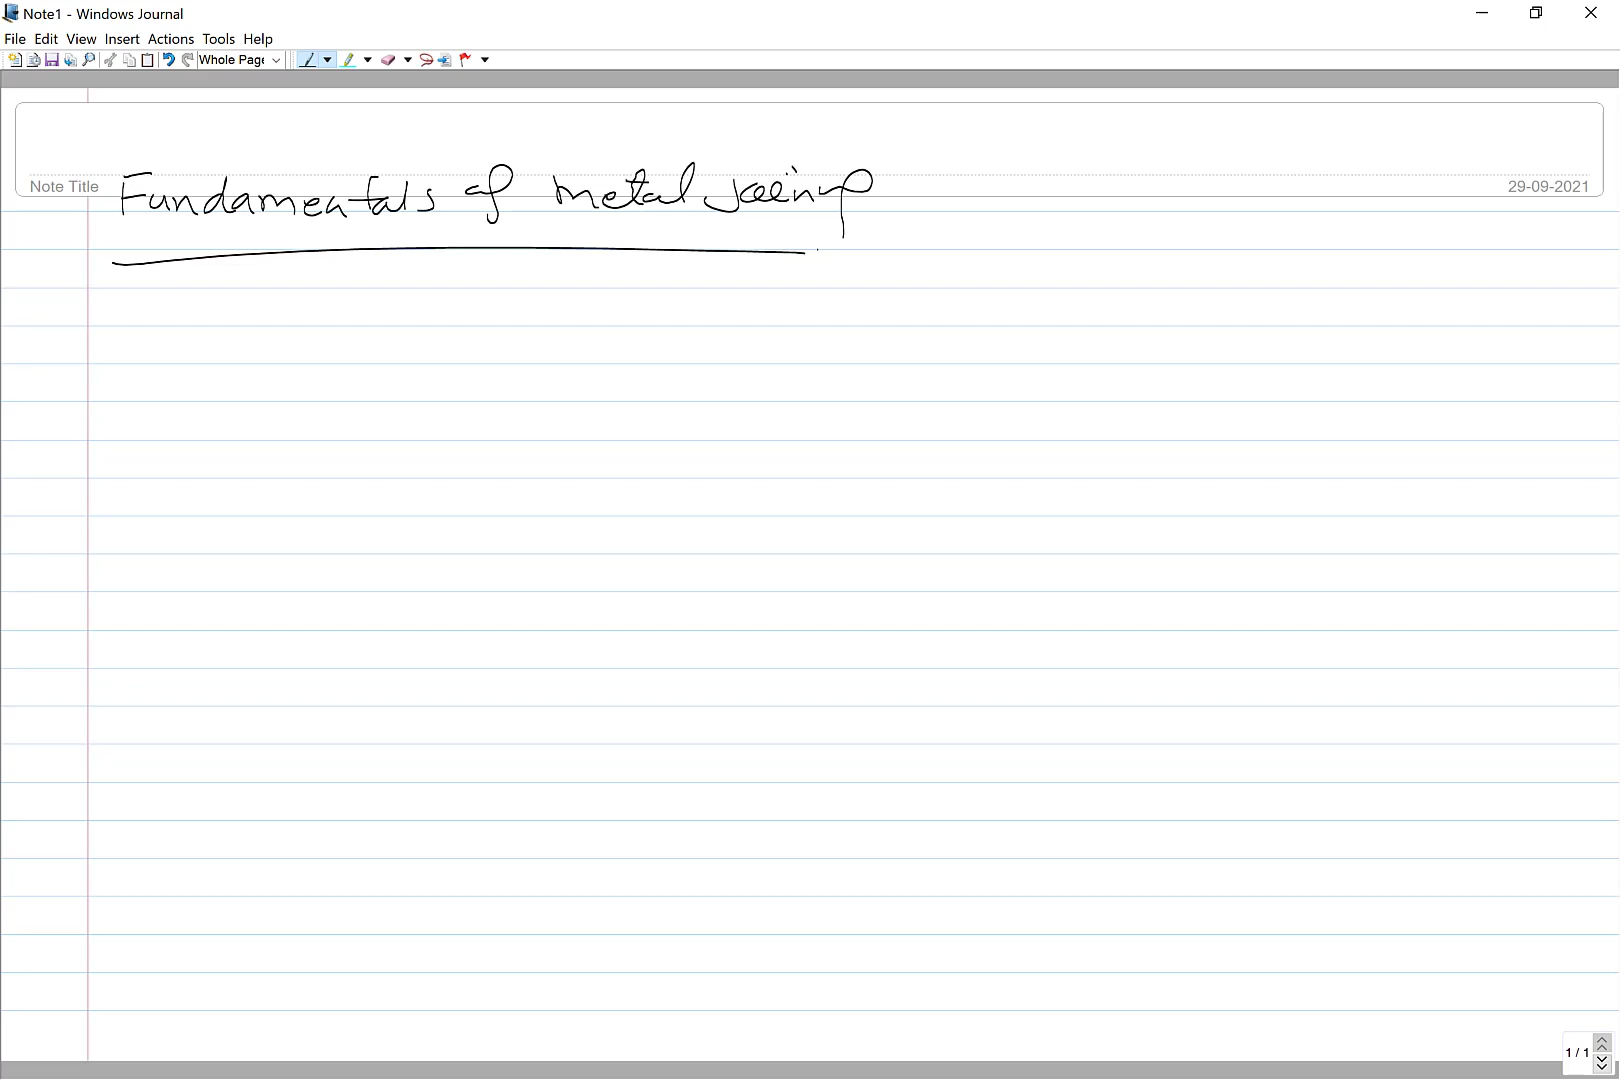 Note1 - Windows Journal
File Edit View Insert Actions Tools Help
Whole Page
Fundamentals of metal joining
Note Title
29-09-2021
1 / 1